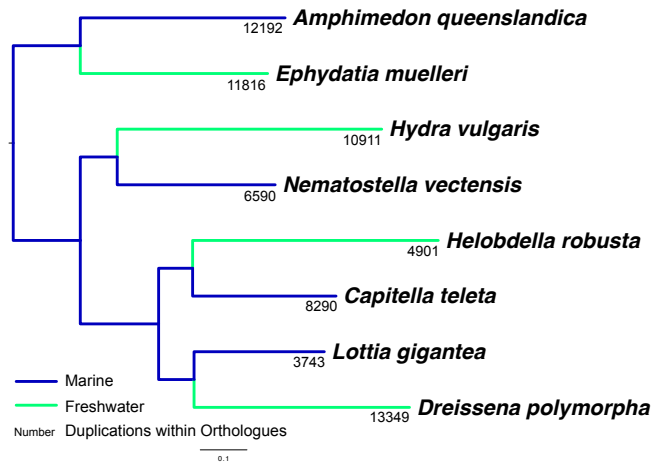 Amphimedon queenslandica
12192
Ephydatia muelleri
11816
Hydra vulgaris
10911
Nematostella vectensis
6590
Helobdella robusta
4901
Capitella teleta
8290
Lottia gigantea
3743
Marine
Freshwater
Dreissena polymorpha
13349
Number Duplications within Orthologues
0.1